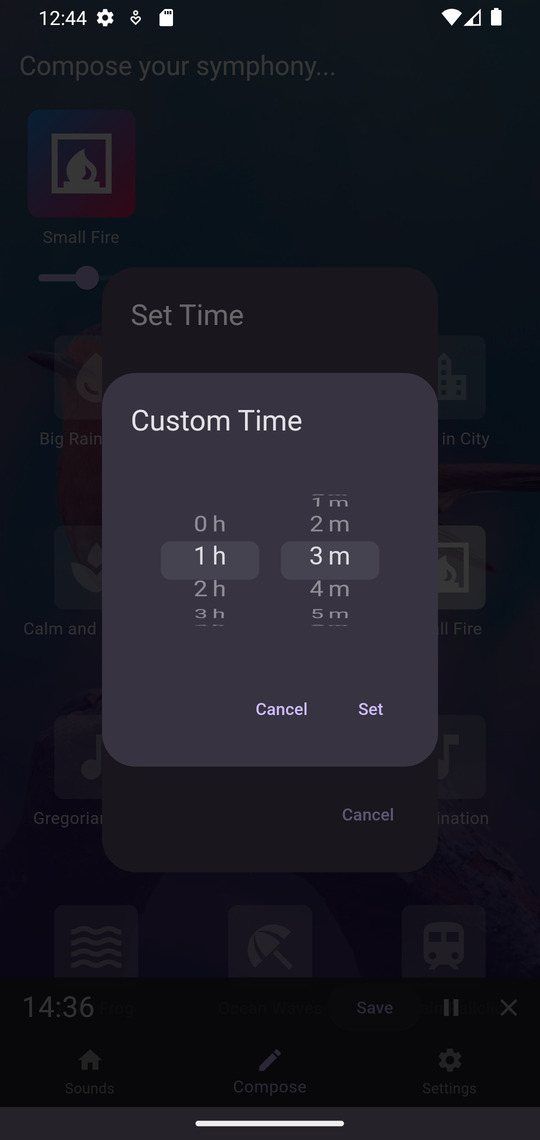 12:44
Compose your symphony...
Small Fire
Set Time
Custom Time
Big Rain
in City
1 m
0 h
2 m
1 h
3 m
2 h
4 m
3 h
5 m
Calm and
ll Fire
Cancel
Set
Gregorian
ination
Cancel
14:36
Ocean Waves
Save
Sounds
Compose
Settings